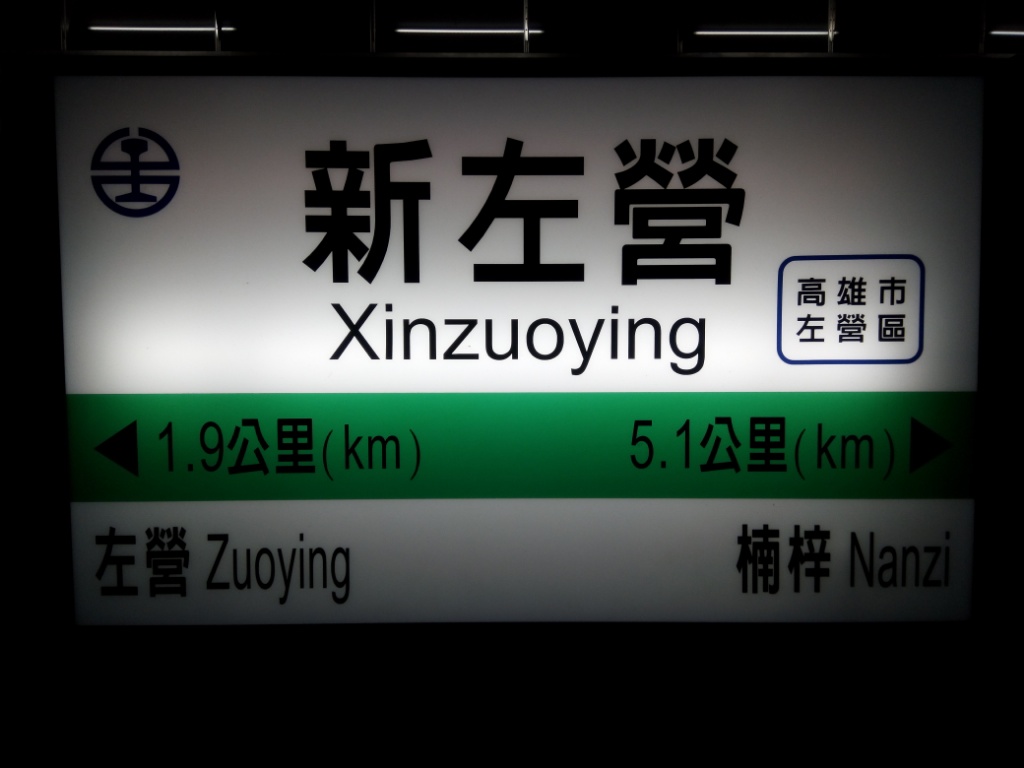 新左營
Xinzuoying
高雄市
左營區
◀ 1.9公里(km)
5.1公里(km) ▶
左營 Zuoying
楠梓 Nanzi